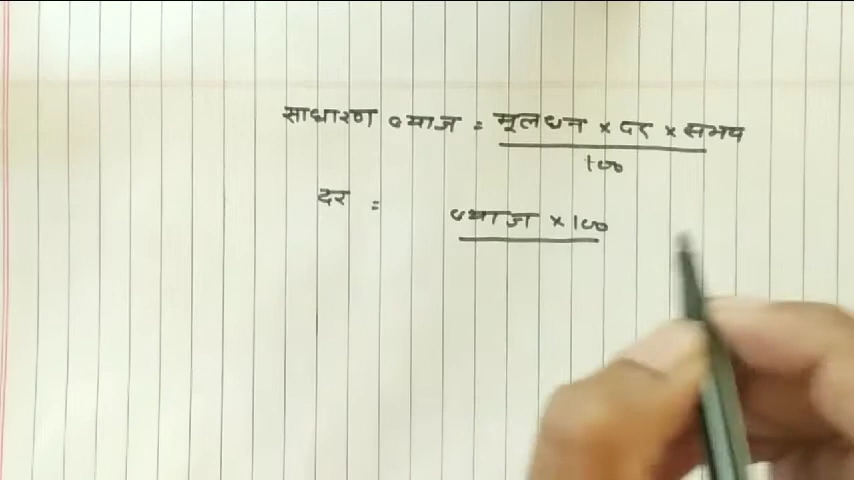 साधारण ब्याज = मूलधन × दर × समय
100
दर =
ब्याज × 100